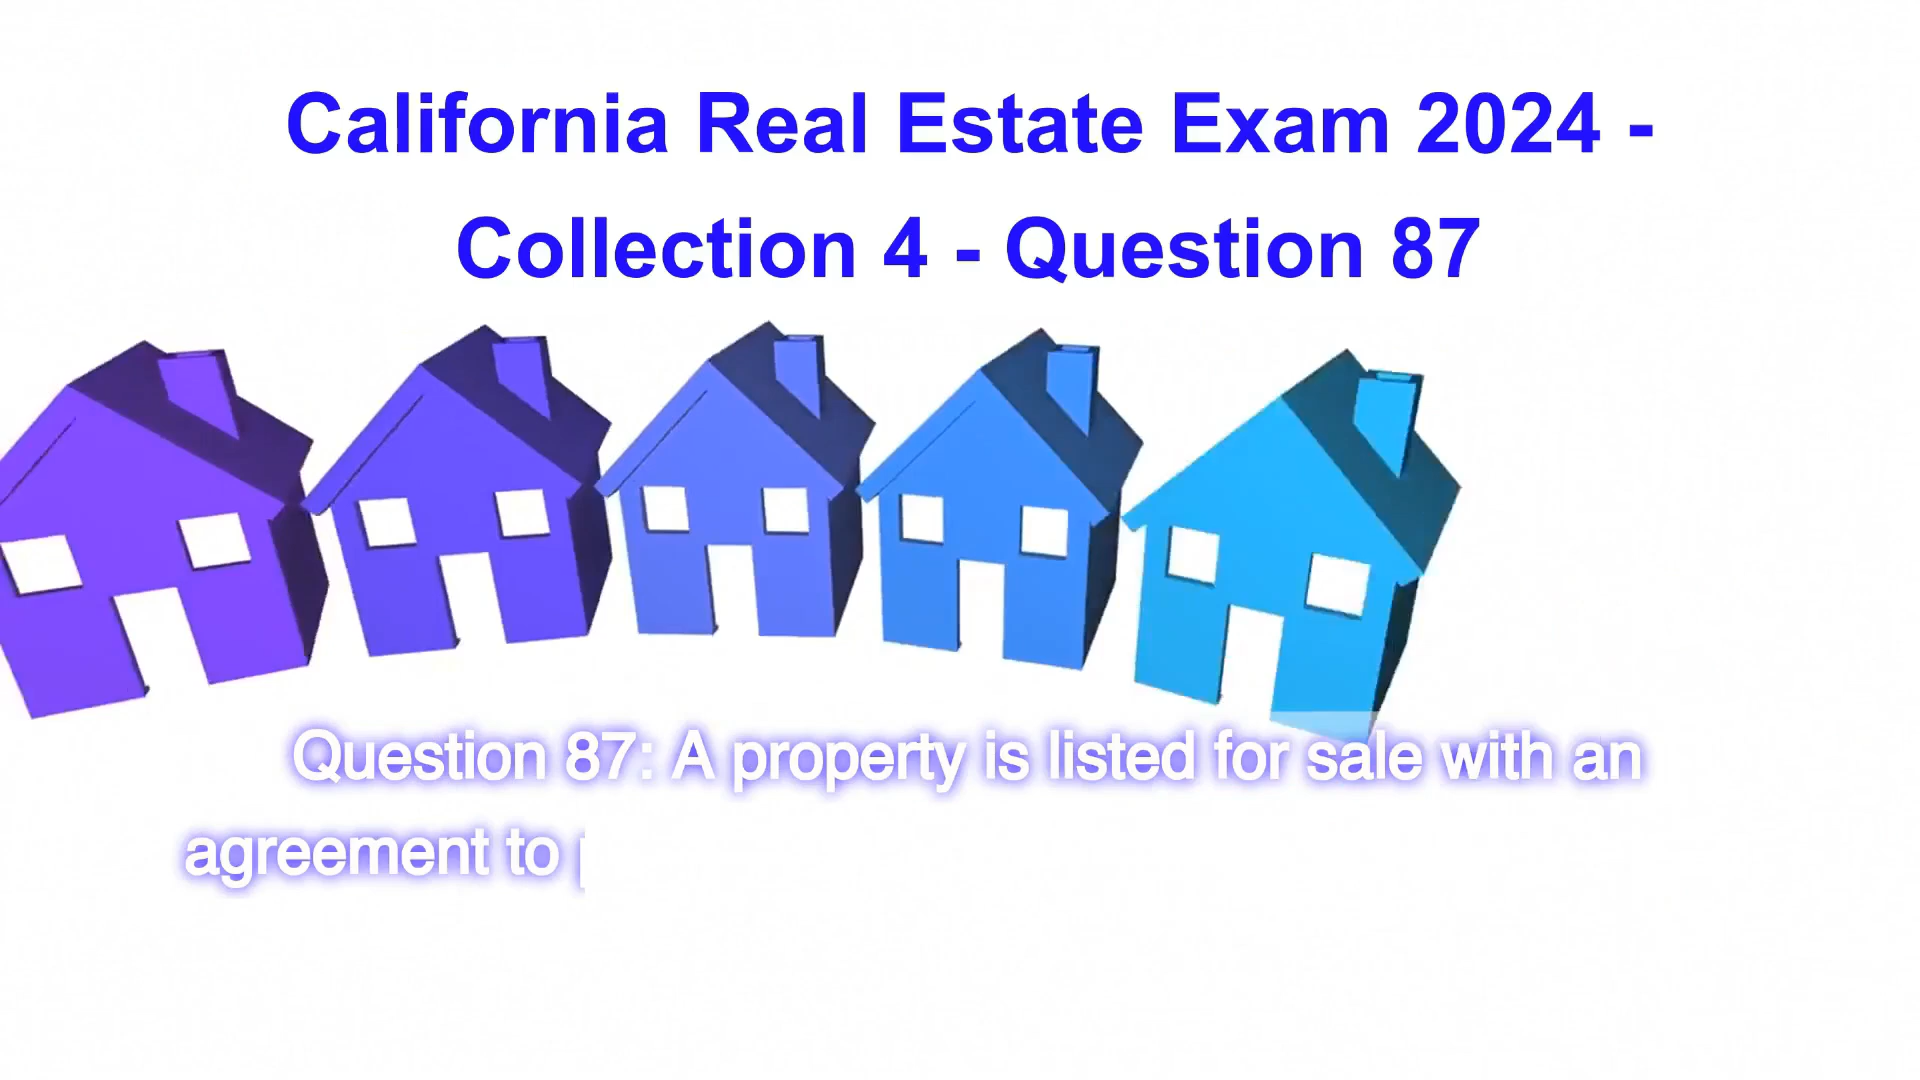 California Real Estate Exam 2024 -
Collection 4 - Question 87
Question 87: A property is listed for sale with an
agreement to